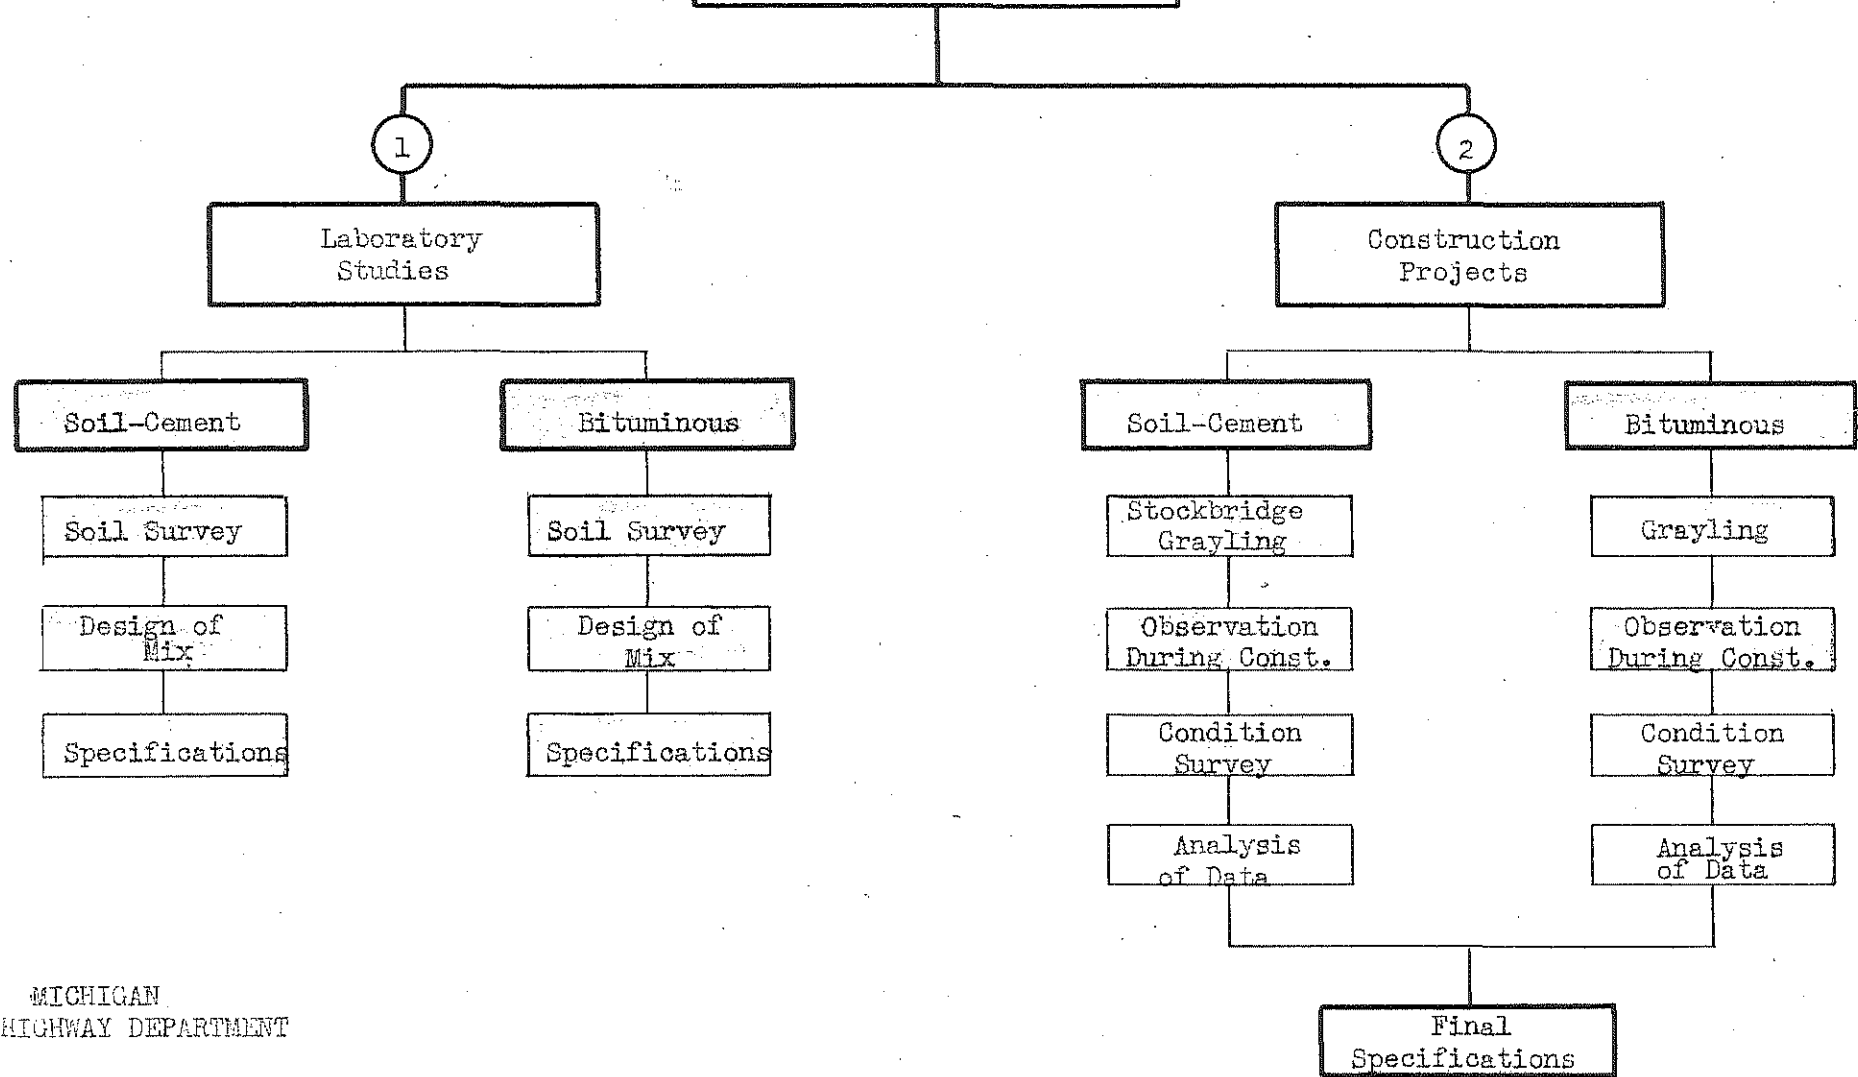 1
2
Laboratory
Studies
Construction
Projects
Soil-Cement
Bituminous
Soil-Cement
Bituminous
Soil Survey
Soil Survey
Stockbridge
Grayling
Grayling
Design of
Mix
Design of
Mix
Observation
During Const.
Observation
During Const.
Specifications
Specifications
Condition
Survey
Condition
Survey
Analysis
of Data
Analysis
of Data
MICHIGAN
HIGHWAY DEPARTMENT
Final
Specifications